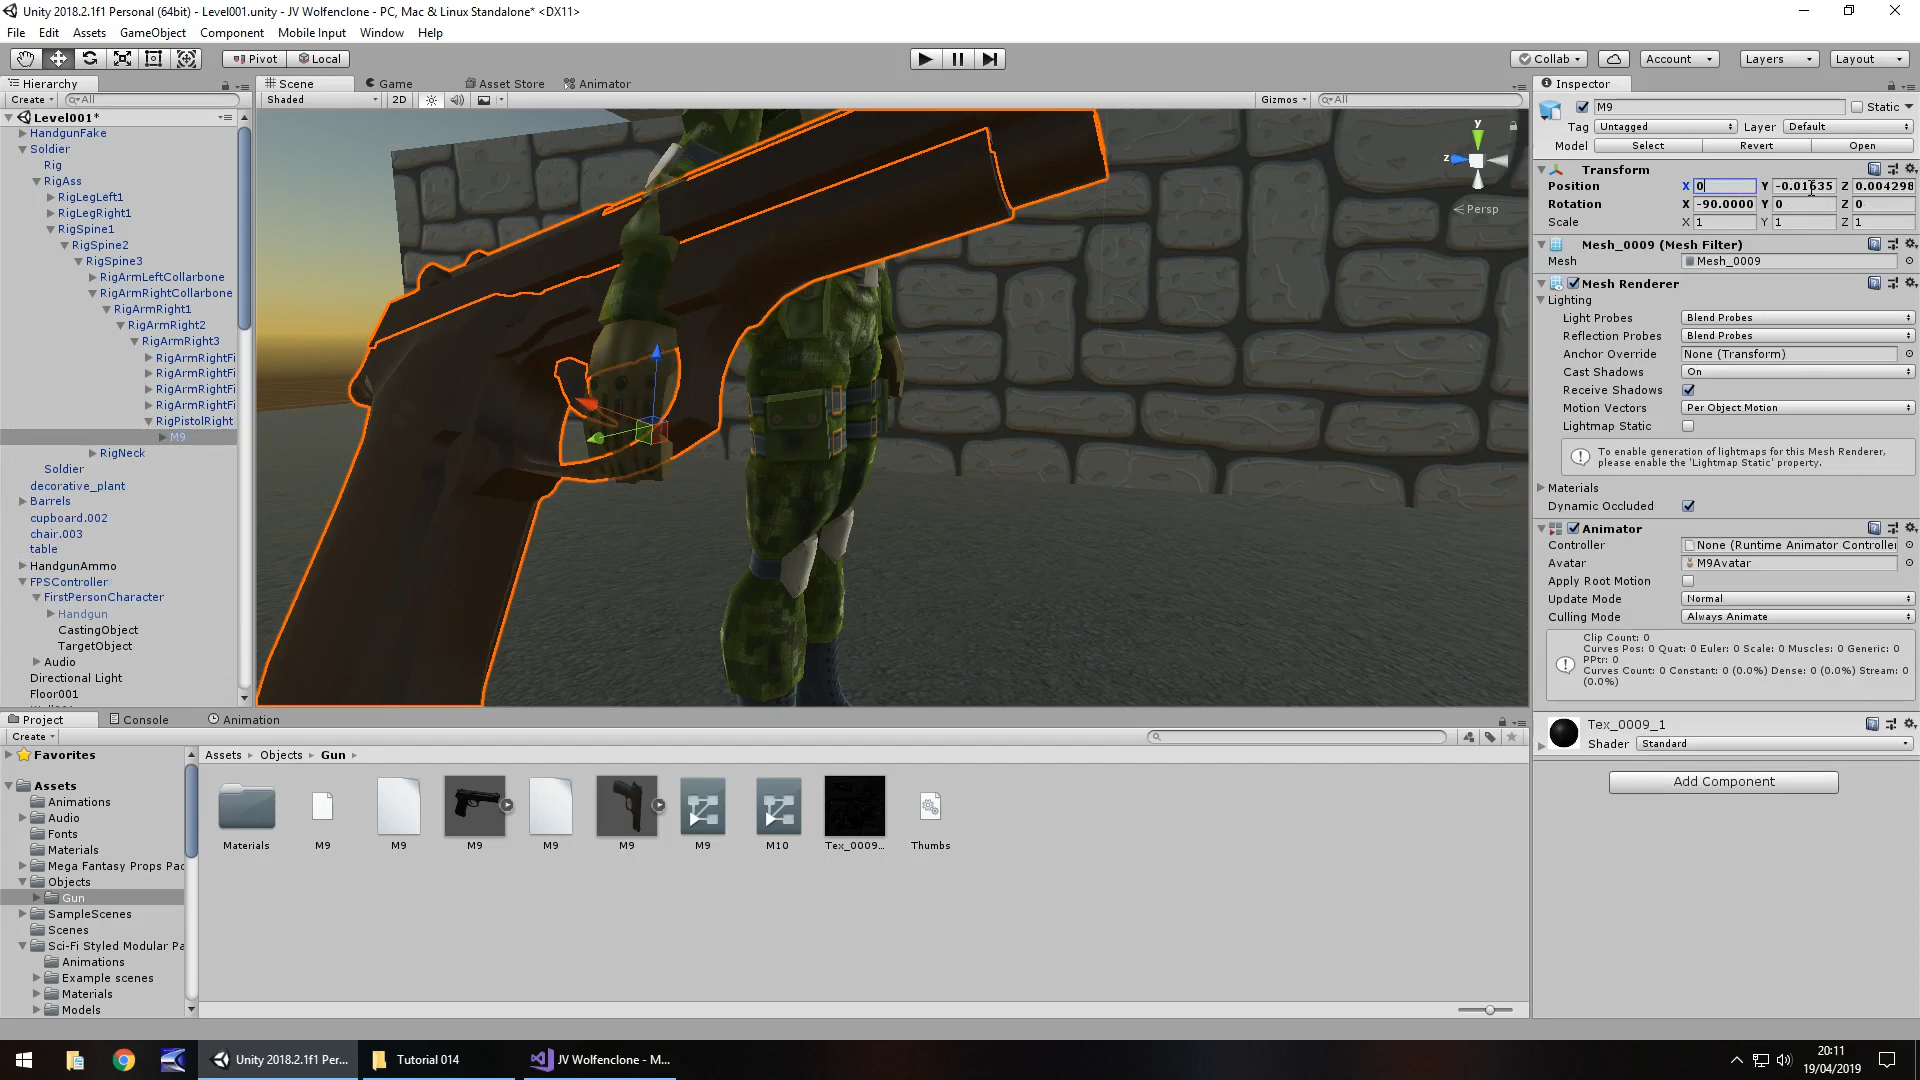 Unity 2018.2.1f1 Personal (64bit) - Level001.unity - JV Wolfenclone - PC, Mac & Linux Standalone* <DX11>
File Edit Assets GameObject Component Mobile Input Window Help
Pivot Local Collab Account Layers Layout
Hierarchy
Create All
Level001*
HandgunFake
Soldier
Rig
RigAss
RigLegLeft1
RigLegRight1
RigSpine1
RigSpine2
RigSpine3
RigArmLeftCollarbone
RigArmRightCollarbone
RigArmRight1
RigArmRight2
RigArmRight3
RigArmRightFi
RigArmRightFi
RigArmRightFi
RigArmRightFi
RigPistolRight
M9
RigNeck
Soldier
decorative_plant
Barrels
cupboard.002
chair.003
table
HandgunAmmo
FPSController
FirstPersonCharacter
Handgun
CastingObject
TargetObject
Audio
Directional Light
Floor001
Scene Game Asset Store Animator
Shaded 2D Gizmos All
y
z
Persp
Inspector
M9 Static
Tag Untagged Layer Default
Model Select Revert Open
Transform
Position X 0 Y -0.01635 Z 0.004298
Rotation X -90.0000 Y 0 Z 0
Scale X 1 Y 1 Z 1
Mesh_0009 (Mesh Filter)
Mesh Mesh_0009
Mesh Renderer
Lighting
Light Probes Blend Probes
Reflection Probes Blend Probes
Anchor Override None (Transform)
Cast Shadows On
Receive Shadows
Motion Vectors Per Object Motion
Lightmap Static
To enable generation of lightmaps for this Mesh Renderer,
please enable the 'Lightmap Static' property.
Materials
Dynamic Occluded
Animator
Controller None (Runtime Animator Controller
Avatar M9Avatar
Apply Root Motion
Update Mode Normal
Culling Mode Always Animate
Clip Count: 0
Curves Pos: 0 Quat: 0 Euler: 0 Scale: 0 Muscles: 0 Generic: 0
PPtr: 0
Curves Count: 0 Constant: 0 (0.0%) Dense: 0 (0.0%) Stream: 0
(0.0%)
Tex_0009_1
Shader Standard
Add Component
Project Console Animation
Create
Favorites
Assets
Animations
Audio
Fonts
Materials
Mega Fantasy Props Pac
Objects
Gun
SampleScenes
Scenes
Sci-Fi Styled Modular Pa
Animations
Example scenes
Materials
Models
Assets Objects Gun
Materials M9 M9 M9 M9 M9 M9 M10 Tex_0009... Thumbs
Unity 2018.2.1f1 Per... Tutorial 014 JV Wolfenclone - M...
20:11
19/04/2019